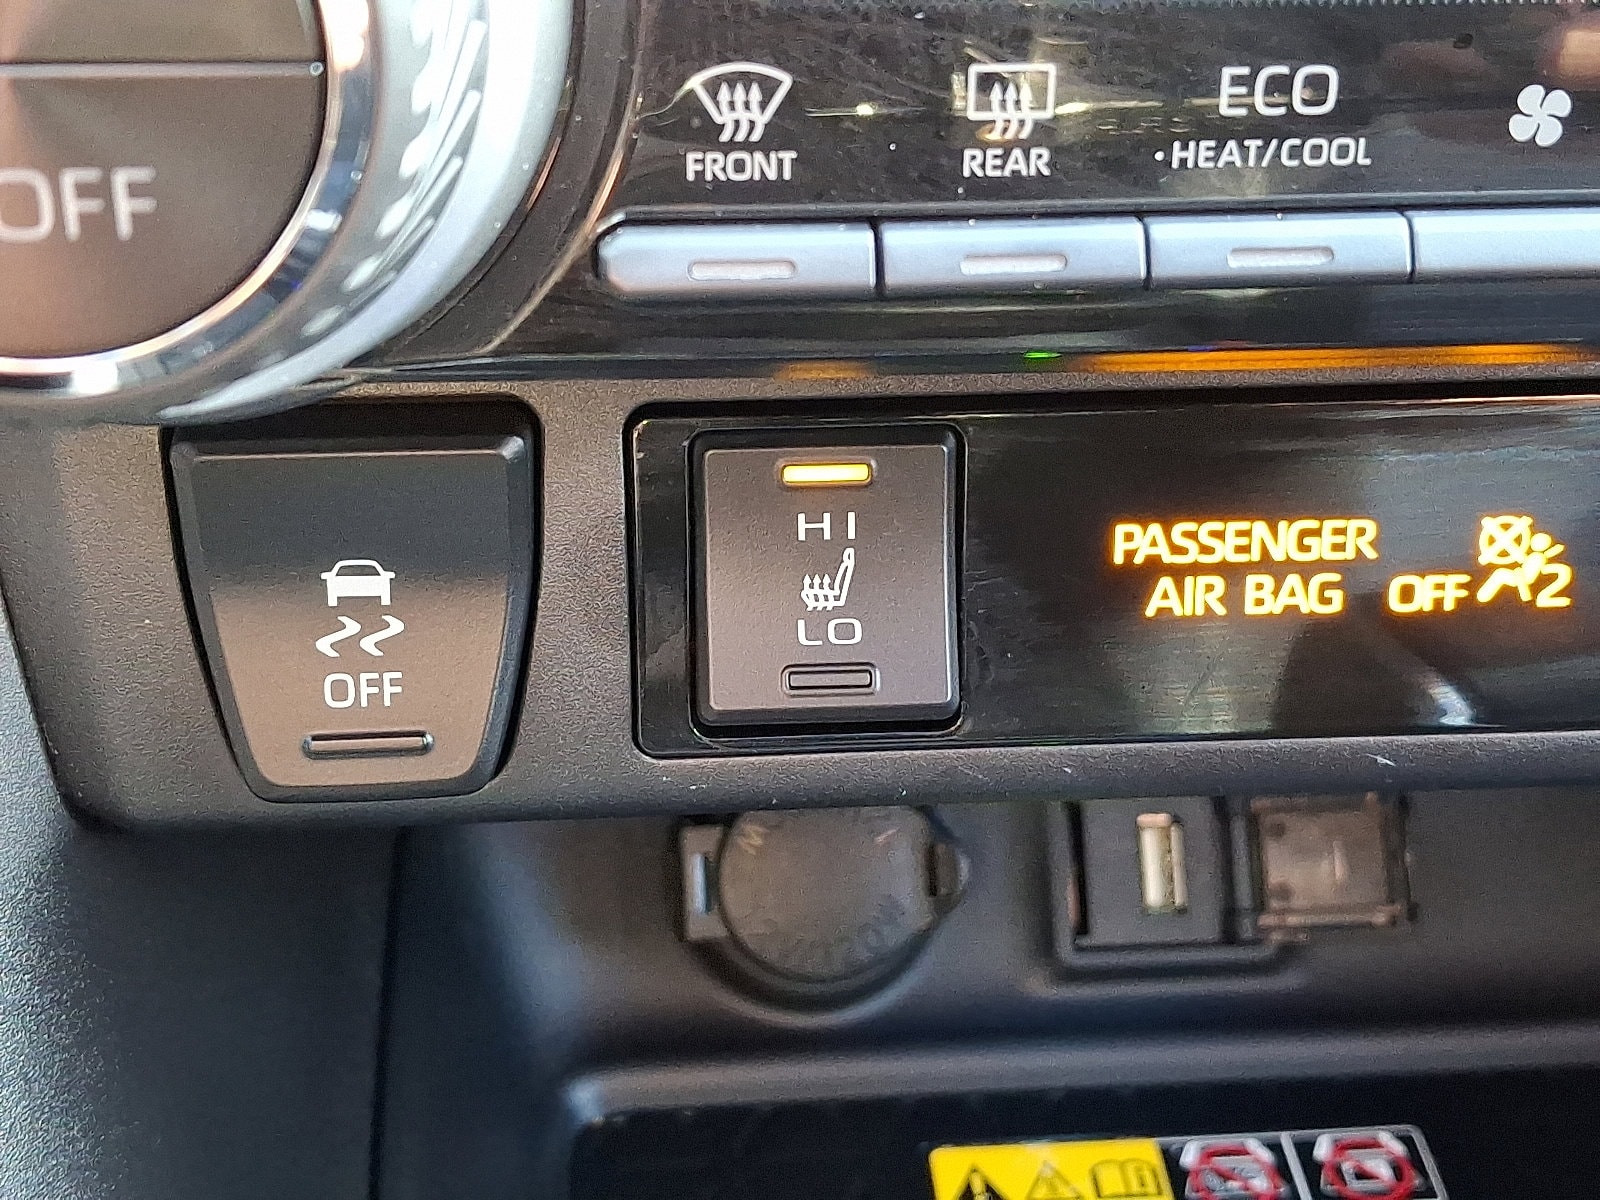 FRONT
REAR
ECO
·HEAT/COOL
OFF
HI
LO
PASSENGER
AIR BAG OFF 2
OFF